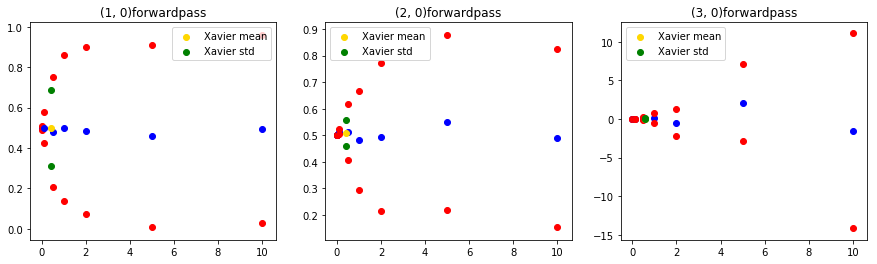 (1, 0)forwardpass
1.0
0.8
0.6
0.4
0.2
0.0
0 2 4 6 8 10
Xavier mean
Xavier std
(2, 0)forwardpass
0.9
0.8
0.7
0.6
0.5
0.4
0.3
0.2
0 2 4 6 8 10
Xavier mean
Xavier std
(3, 0)forwardpass
10
5
0
−5
−10
−15
0 2 4 6 8 10
Xavier mean
Xavier std